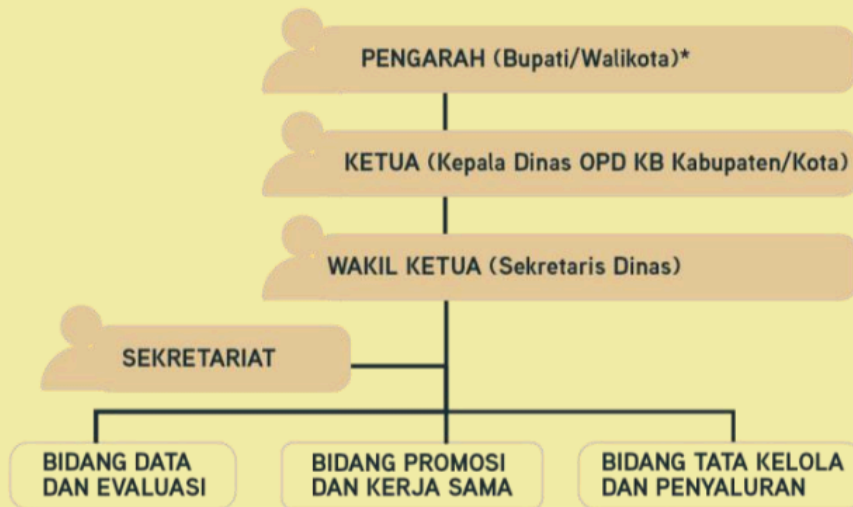 PENGARAH (Bupati/Walikota)*
KETUA (Kepala Dinas OPD KB Kabupaten/Kota)
WAKIL KETUA (Sekretaris Dinas)
SEKRETARIAT
BIDANG DATA
DAN EVALUASI
BIDANG PROMOSI
DAN KERJA SAMA
BIDANG TATA KELOLA
DAN PENYALURAN